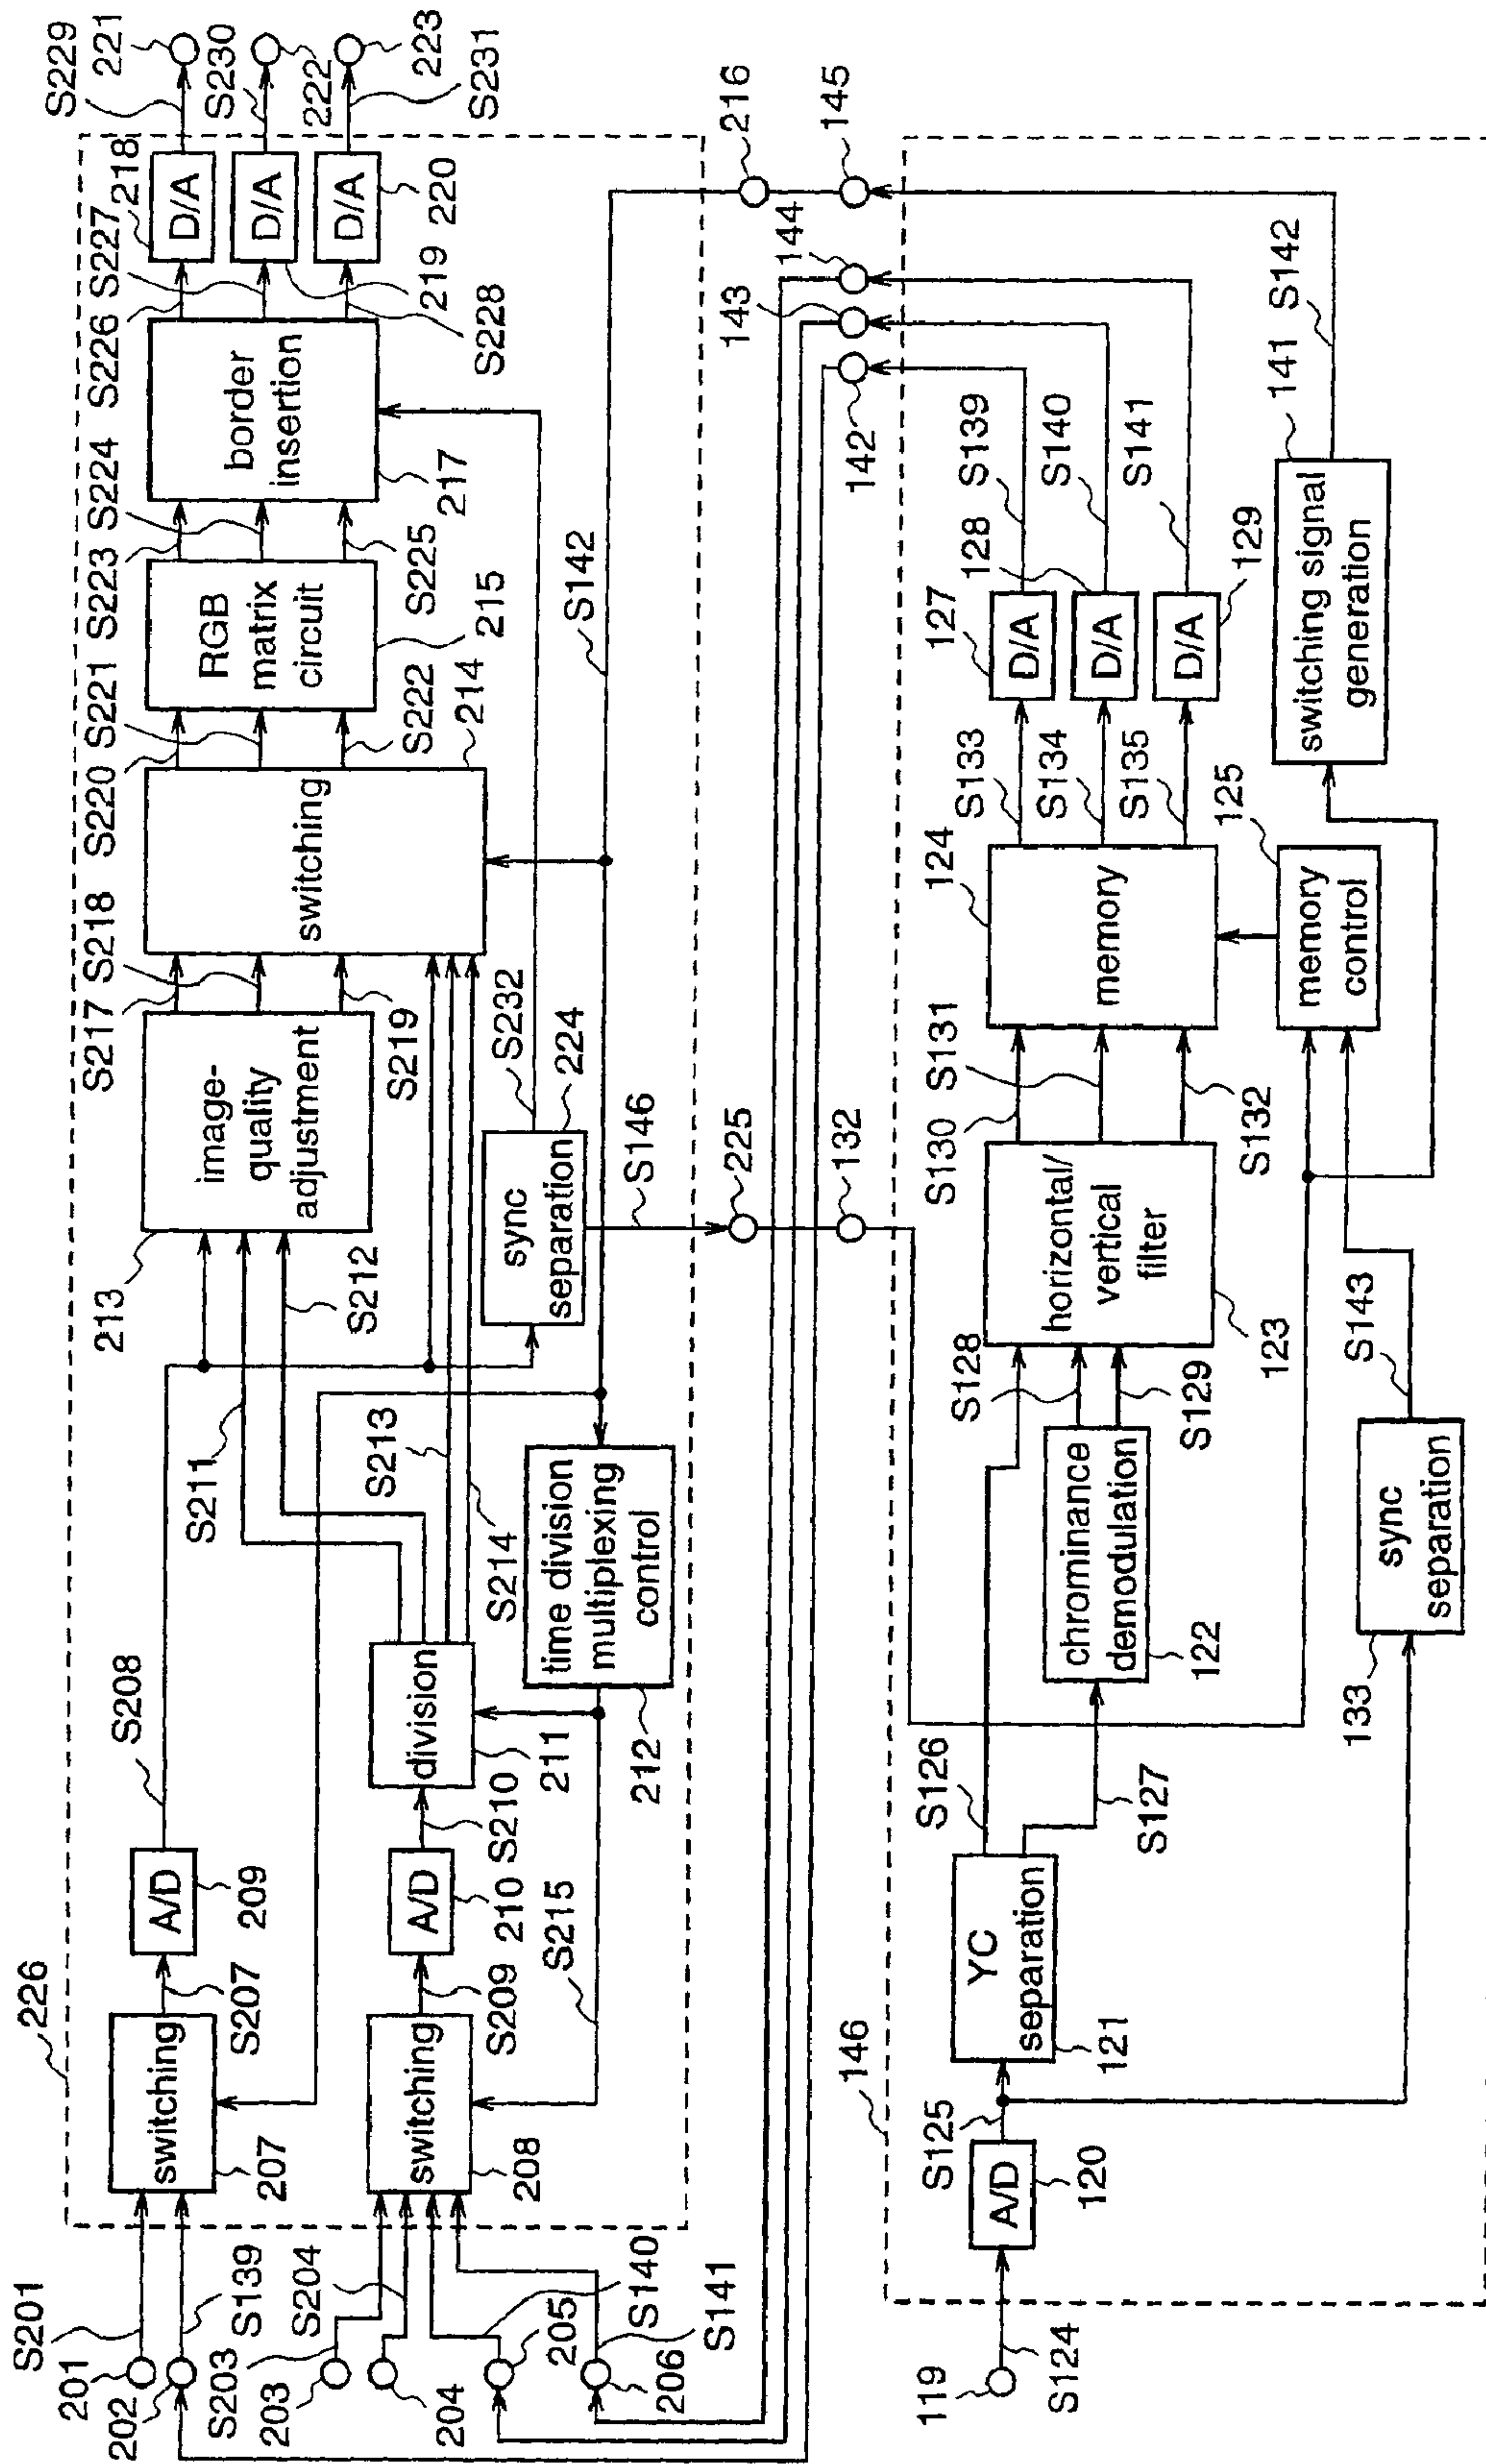 S201
201
202
S139
S203
203
S204
204
205
S140
206
S141
226
switching
207
S207
A/D
209
S208
switching
208
S209
A/D
210
S210
S215
division
211
time division
multiplexing
control
212
S211
S212
S213
S214
213
image-
quality
adjustment
S217
S218
S219
sync
separation
224
S232
S146
225
132
switching
214
S220
S221
S222
S142
RGB
matrix
circuit
215
S223
S224
S225
border
insertion
217
S226
S227
S228
218
D/A
D/A
219
D/A
220
S229
221
S230
222
223
S231
216
145
144
143
142
146
119
S124
A/D
120
S125
YC
separation
121
S126
S127
chrominance
demodulation
122
S128
S129
horizontal/
vertical
filter
123
S130
S131
S132
memory
124
memory
control
125
S133
S134
S135
127
D/A
128
D/A
D/A
129
S139
S140
S141
switching signal
generation
141
S142
133
sync
separation
S143